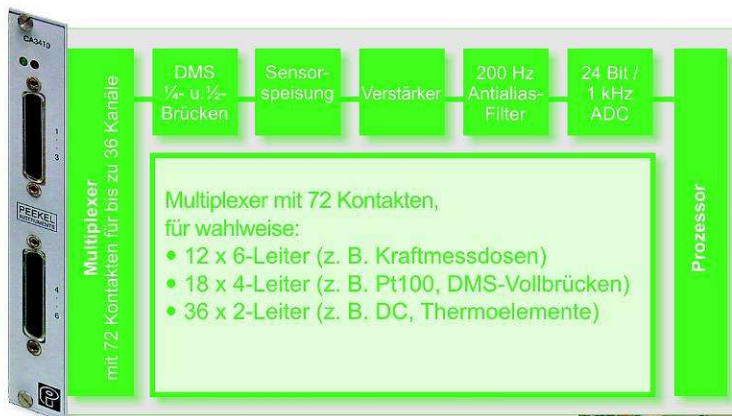 CA3410
1
3
PEEKEL
INSTRUMENTS
4
6
Multiplexer
mit 72 Kontakten für bis zu 36 Kanäle
DMS
¼- u.½-
Brücken
Sensor-
speisung
Verstärker
200 Hz
Antialias-
Filter
24 Bit /
1 kHz
ADC
Prozessor
Multiplexer mit 72 Kontakten,
für wahlweise:
• 12 x 6-Leiter (z. B. Kraftmessdosen)
• 18 x 4-Leiter (z. B. Pt100, DMS-Vollbrücken)
• 36 x 2-Leiter (z. B. DC, Thermoelemente)